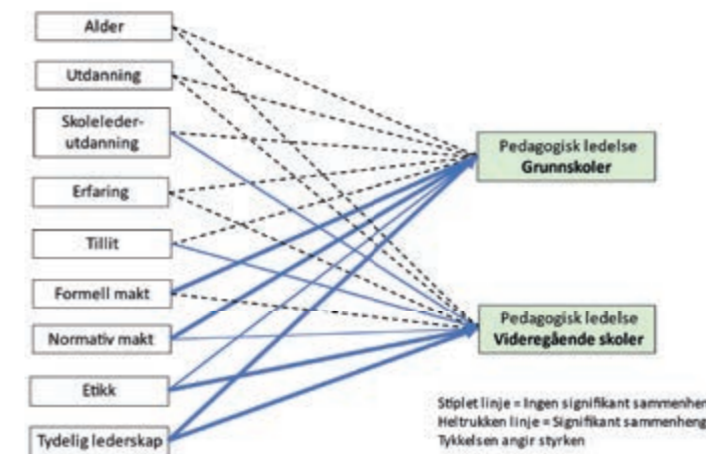 Alder
Utdanning
Skoleleder-
utdanning
Erfaring
Tillit
Formell makt
Normativ makt
Etikk
Tydelig lederskap
Pedagogisk ledelse
Grunnskoler
Pedagogisk ledelse
Videregående skoler
Stiplet linje = Ingen signifikant sammenhen
Heltrukken linje = Signifikant sammenheng
Tykkelsen angir styrken